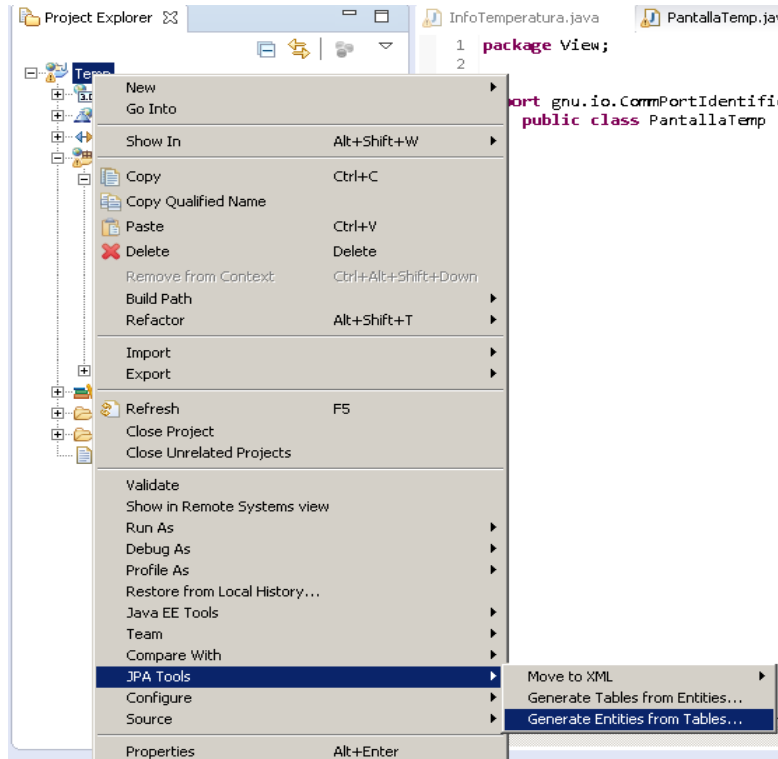 Project Explorer
InfoTemperatura.java
PantallaTemp.jav
1 package View;
2
Temp
New
Go Into
ort gnu.io.CommPortIdentifi
public class PantallaTemp
Show In Alt+Shift+W
Copy Ctrl+C
Copy Qualified Name
Paste Ctrl+V
Delete Delete
Remove from Context Ctrl+Alt+Shift+Down
Build Path
Refactor Alt+Shift+T
Import
Export
Refresh F5
Close Project
Close Unrelated Projects
Validate
Show in Remote Systems view
Run As
Debug As
Profile As
Restore from Local History...
Java EE Tools
Team
Compare With
JPA Tools
Move to XML
Configure
Generate Tables from Entities...
Source
Generate Entities from Tables...
Properties Alt+Enter